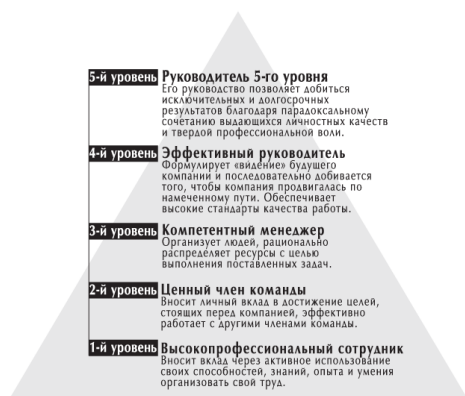 5-й уровень Руководитель 5-го уровня
Его руководство позволяет добиться
исключительных и долгосрочных
результатов благодаря парадоксальному
сочетанию выдающихся личностных качеств
и твердой профессиональной воли.
4-й уровень Эффективный руководитель
Формулирует «видение» будущего
компании и последовательно добивается
того, чтобы компания продвигалась по
намеченному пути. Обеспечивает
высокие стандарты качества работы.
3-й уровень Компетентный менеджер
Организует людей, рационально
распределяет ресурсы с целью
выполнения поставленных задач.
2-й уровень Ценный член команды
Вносит личный вклад в достижение целей,
стоящих перед компанией, эффективно
работает с другими членами команды.
1-й уровень Высокопрофессиональный сотрудник
Вносит вклад через активное использование
своих способностей, знаний, опыта и умения
организовать свой труд.